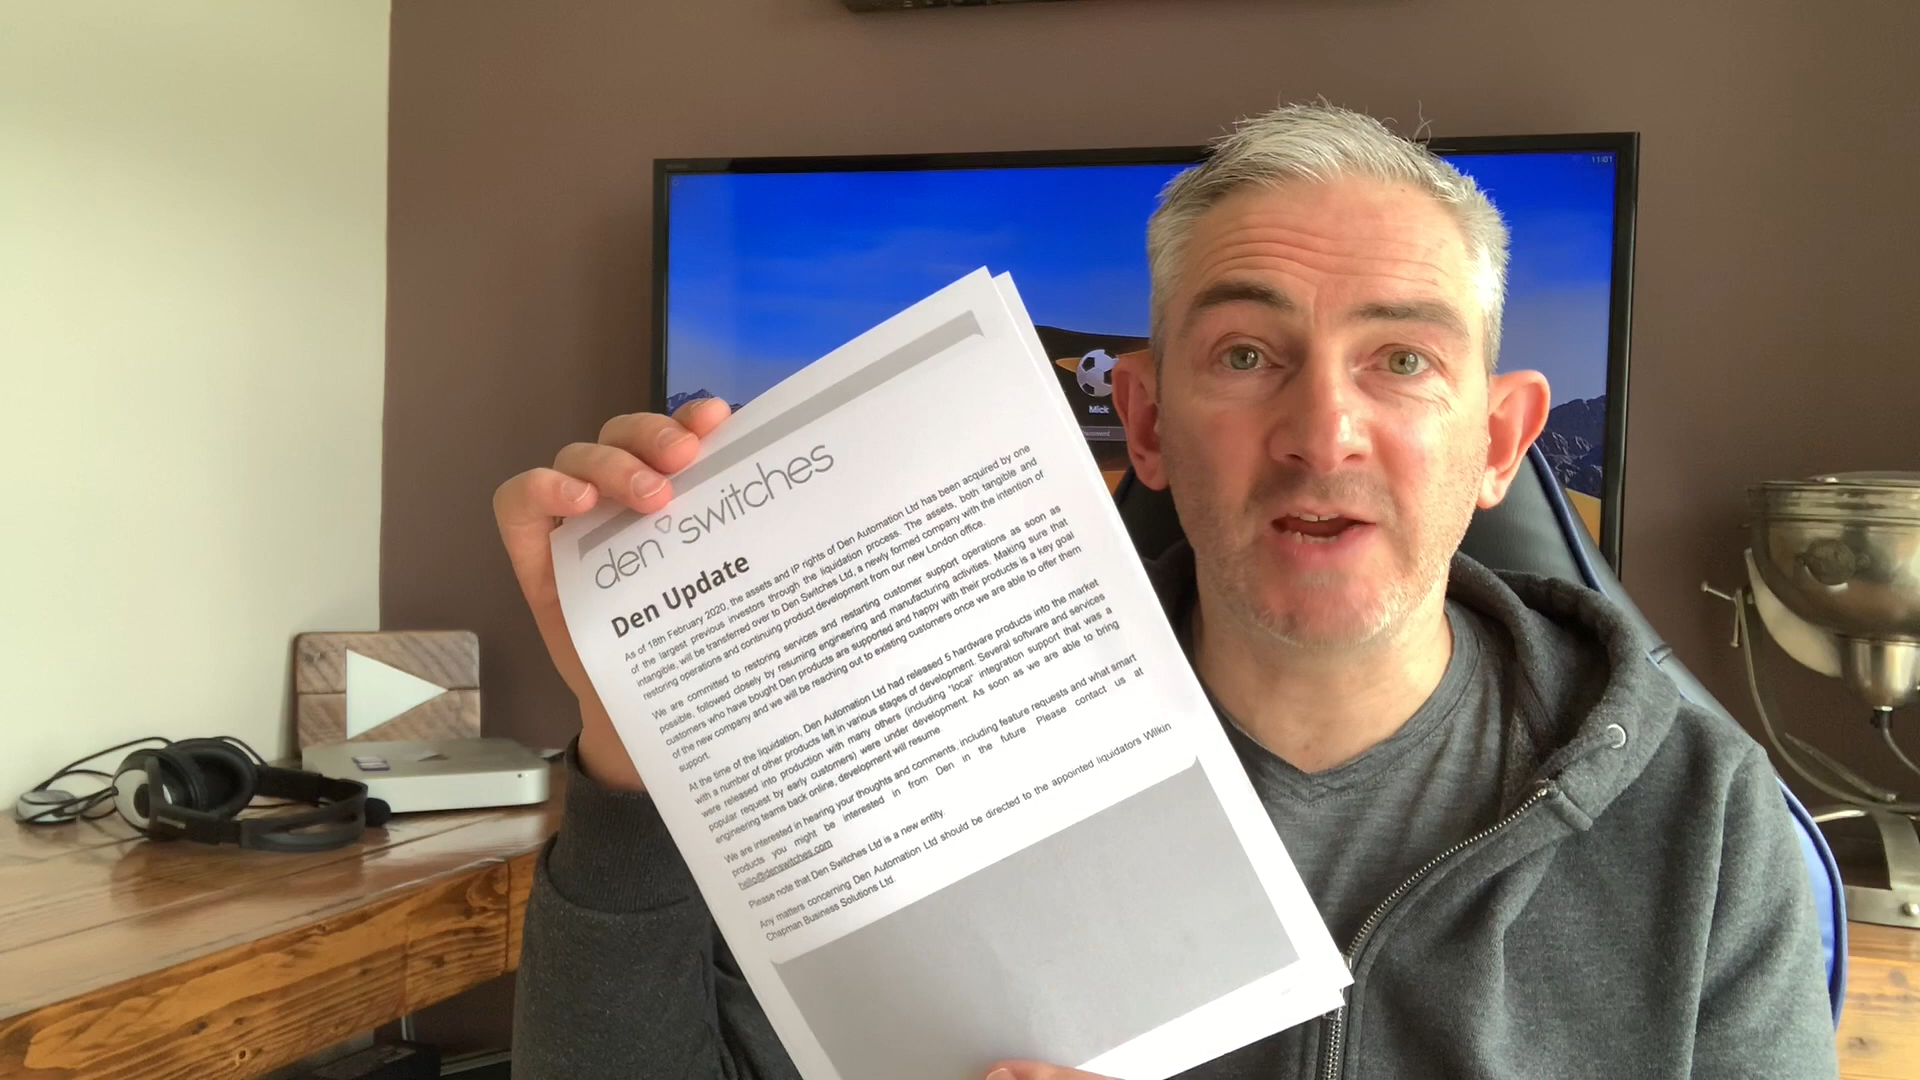 11:01
Mick
den switches
Den Update
As of 18th February 2020, the assets and IP rights of Den Automation Ltd has been acquired by one
of the largest previous investors through the liquidation process. The assets, both tangible and
intangible, will be transferred over to Den Switches Ltd, a newly formed company with the intention of
restoring operations and continuing product development from our new London office.
We are committed to restoring services and restarting customer support operations as soon as
possible, followed closely by resuming engineering and manufacturing activities. Making sure that
customers who have bought Den products are supported and happy with their products is a key goal
of the new company and we will be reaching out to existing customers once we are able to offer them
support.
At the time of the liquidation, Den Automation Ltd had released 5 hardware products into the market
with a number of other products left in various stages of development. Several software and services
were released into production with many others (including "local" integration support that was a
popular request by early customers) were under development. As soon as we are able to bring
engineering teams back online, development will resume
We are interested in hearing your thoughts and comments, including feature requests and what smart
products you might be interested in from Den in the future Please contact us at
hello@denswitches.com
Please note that Den Switches Ltd is a new entity.
Any matters concerning Den Automation Ltd should be directed to the appointed liquidators Wilkin
Chapman Business Solutions Ltd.